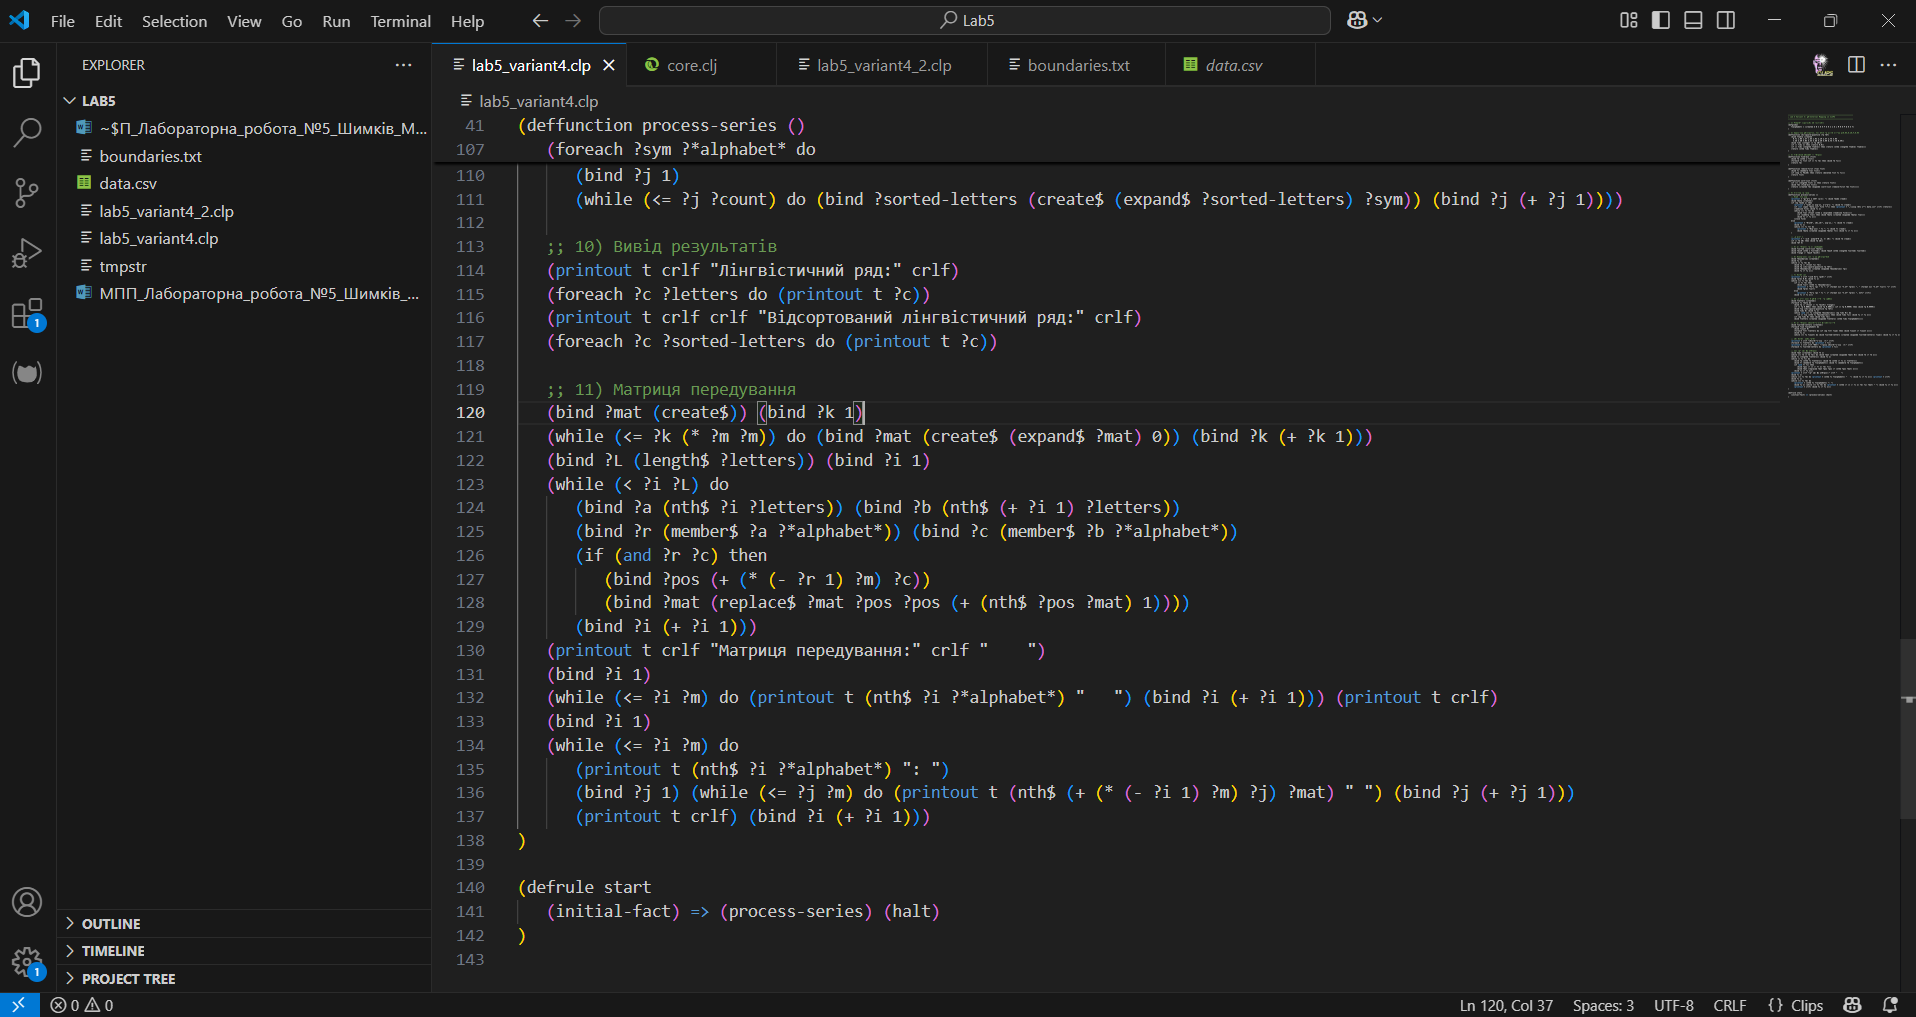 File Edit Selection View Go Run Terminal Help Lab5
EXPLORER
LAB5
~$П_Лабораторна_робота_№5_Шимків_М...
boundaries.txt
data.csv
lab5_variant4_2.clp
lab5_variant4.clp
tmpstr
МПП_Лабораторна_робота_№5_Шимків_...
OUTLINE
TIMELINE
PROJECT TREE
1
1
lab5_variant4.clp core.clj lab5_variant4_2.clp boundaries.txt data.csv
lab5_variant4.clp
41 (deffunction process-series ()
107 (foreach ?sym ?*alphabet* do
110 (bind ?j 1)
111 (while (<= ?j ?count) do (bind ?sorted-letters (create$ (expand$ ?sorted-letters) ?sym)) (bind ?j (+ ?j 1))))
112
113 ;; 10) Вивід результатів
114 (printout t crlf "Лінгвістичний ряд:" crlf)
115 (foreach ?c ?letters do (printout t ?c))
116 (printout t crlf crlf "Відсортований лінгвістичний ряд:" crlf)
117 (foreach ?c ?sorted-letters do (printout t ?c))
118
119 ;; 11) Матриця передування
120 (bind ?mat (create$)) (bind ?k 1)
121 (while (<= ?k (* ?m ?m)) do (bind ?mat (create$ (expand$ ?mat) 0)) (bind ?k (+ ?k 1)))
122 (bind ?L (length$ ?letters)) (bind ?i 1)
123 (while (< ?i ?L) do
124 (bind ?a (nth$ ?i ?letters)) (bind ?b (nth$ (+ ?i 1) ?letters))
125 (bind ?r (member$ ?a ?*alphabet*)) (bind ?c (member$ ?b ?*alphabet*))
126 (if (and ?r ?c) then
127 (bind ?pos (+ (* (- ?r 1) ?m) ?c))
128 (bind ?mat (replace$ ?mat ?pos ?pos (+ (nth$ ?pos ?mat) 1))))
129 (bind ?i (+ ?i 1)))
130 (printout t crlf "Матриця передування:" crlf "    ")
131 (bind ?i 1)
132 (while (<= ?i ?m) do (printout t (nth$ ?i ?*alphabet*) "   ") (bind ?i (+ ?i 1))) (printout t crlf)
133 (bind ?i 1)
134 (while (<= ?i ?m) do
135 (printout t (nth$ ?i ?*alphabet*) ": ")
136 (bind ?j 1) (while (<= ?j ?m) do (printout t (nth$ (+ (* (- ?i 1) ?m) ?j) ?mat) " ") (bind ?j (+ ?j 1)))
137 (printout t crlf) (bind ?i (+ ?i 1)))
138 )
139
140 (defrule start
141 (initial-fact) => (process-series) (halt)
142 )
143
0 0 Ln 120, Col 37 Spaces: 3 UTF-8 CRLF {} Clips